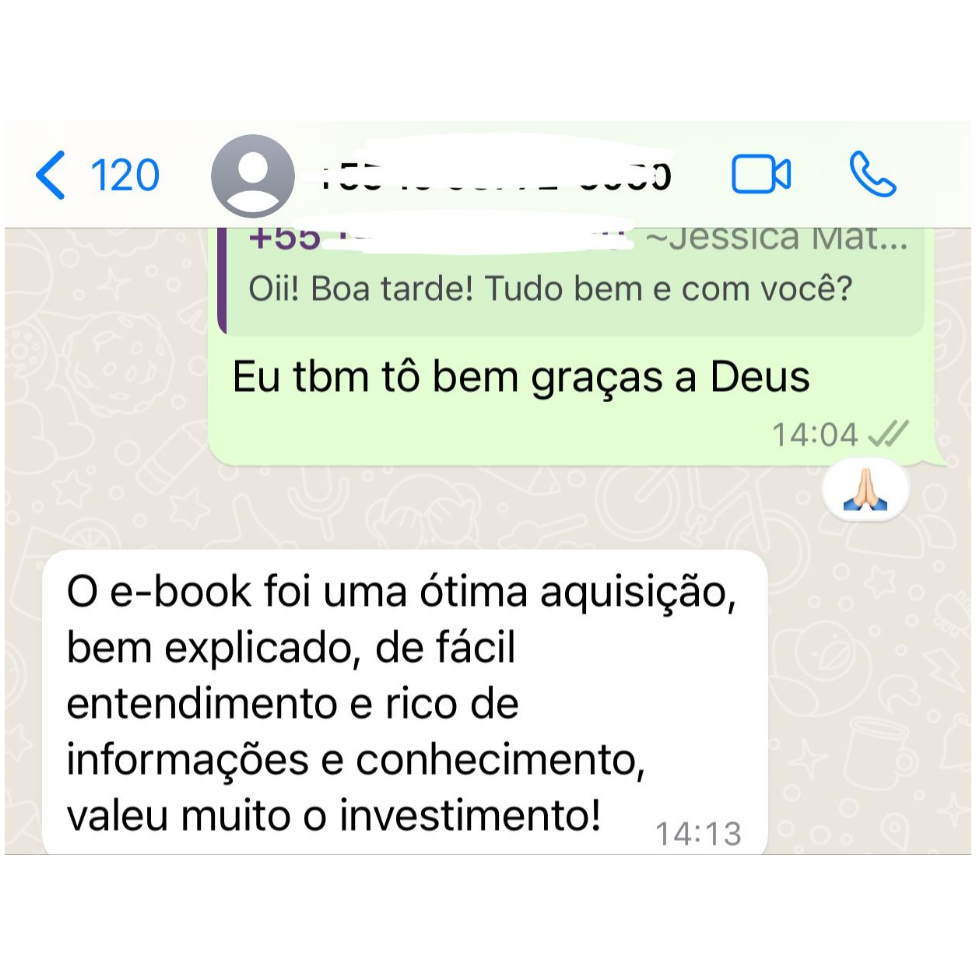 120
+55
~Jessica Mat...
Oii! Boa tarde! Tudo bem e com você?
Eu tbm tô bem graças a Deus
14:04
O e-book foi uma ótima aquisição,
bem explicado, de fácil
entendimento e rico de
informações e conhecimento,
valeu muito o investimento!
14:13